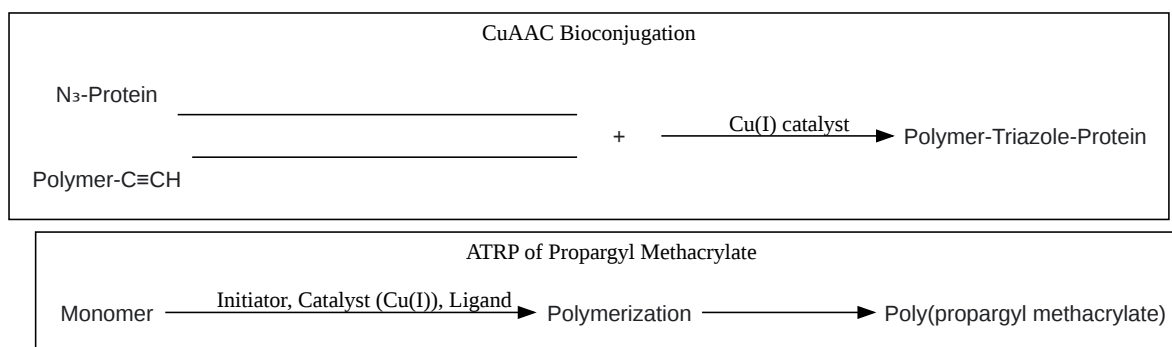 CuAAC Bioconjugation
N₃-Protein
+
Cu(I) catalyst
Polymer-Triazole-Protein
Polymer-C≡CH
ATRP of Propargyl Methacrylate
Monomer
Initiator, Catalyst (Cu(I)), Ligand
Polymerization
Poly(propargyl methacrylate)